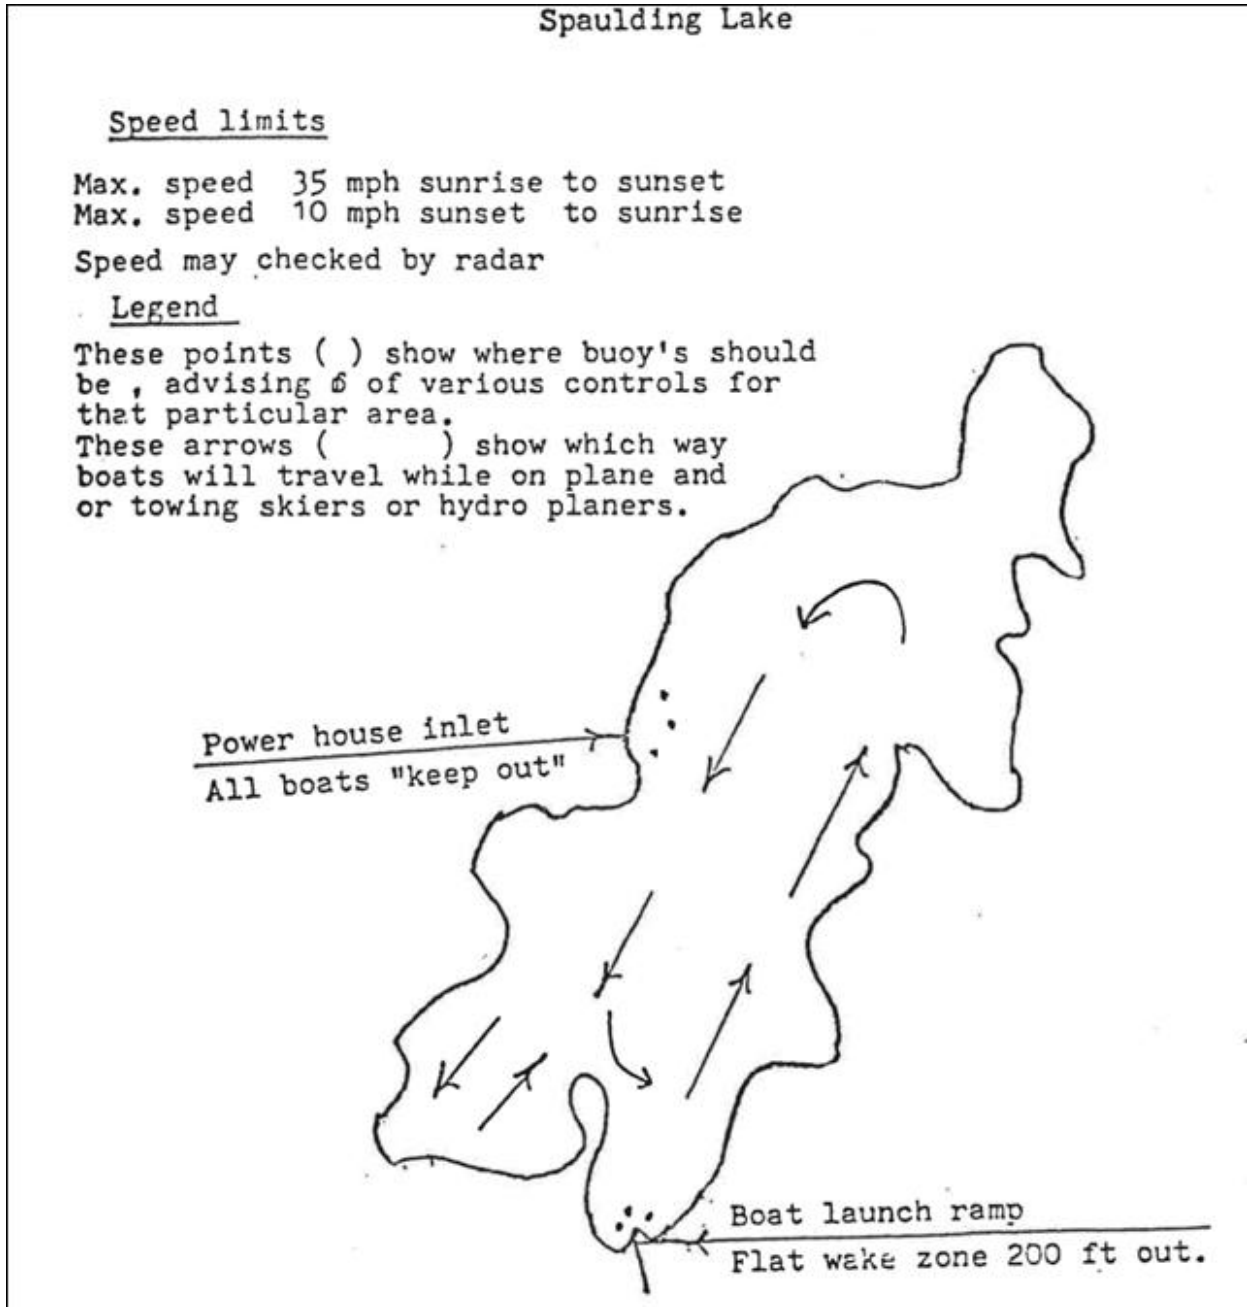 Spaulding Lake
Speed limits
Max. speed 35 mph sunrise to sunset
Max. speed 10 mph sunset to sunrise
Speed may checked by radar
Legend
These points ( ) show where buoy's should
be , advising of various controls for
that particular area.
These arrows ( ) show which way
boats will travel while on plane and
or towing skiers or hydro planers.
Power house inlet
All boats "keep out"
Boat launch ramp
Flat wake zone 200 ft out.